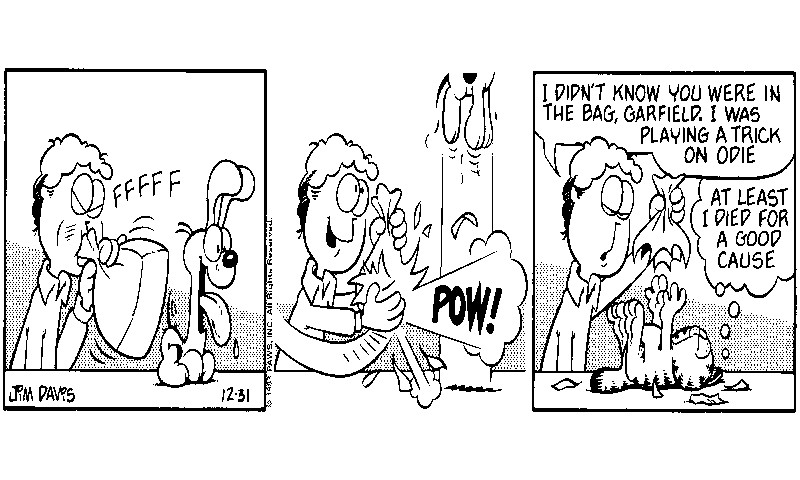 FFFFF
JIM DAVIS
12·31
© 1983 PAWS, INC. All Rights Reserved.
POW!
I DIDN'T KNOW YOU WERE IN
THE BAG, GARFIELD. I WAS
PLAYING A TRICK
ON ODIE
AT LEAST
I DIED FOR
A GOOD
CAUSE